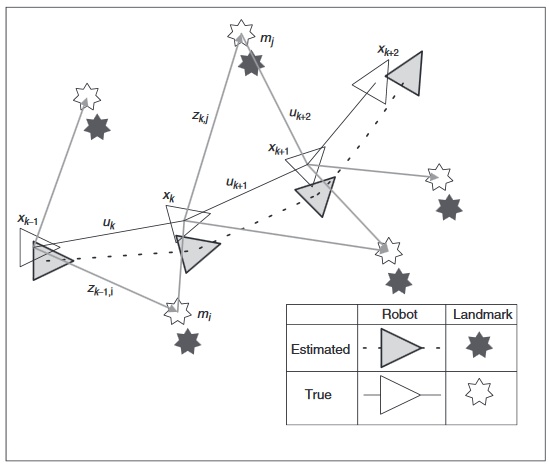 m_j
x_{k+2}
z_{k,j}
u_{k+2}
x_{k+1}
x_k
u_{k+1}
x_{k-1}
u_k
z_{k-1,i}
m_i
Robot Landmark
Estimated
True